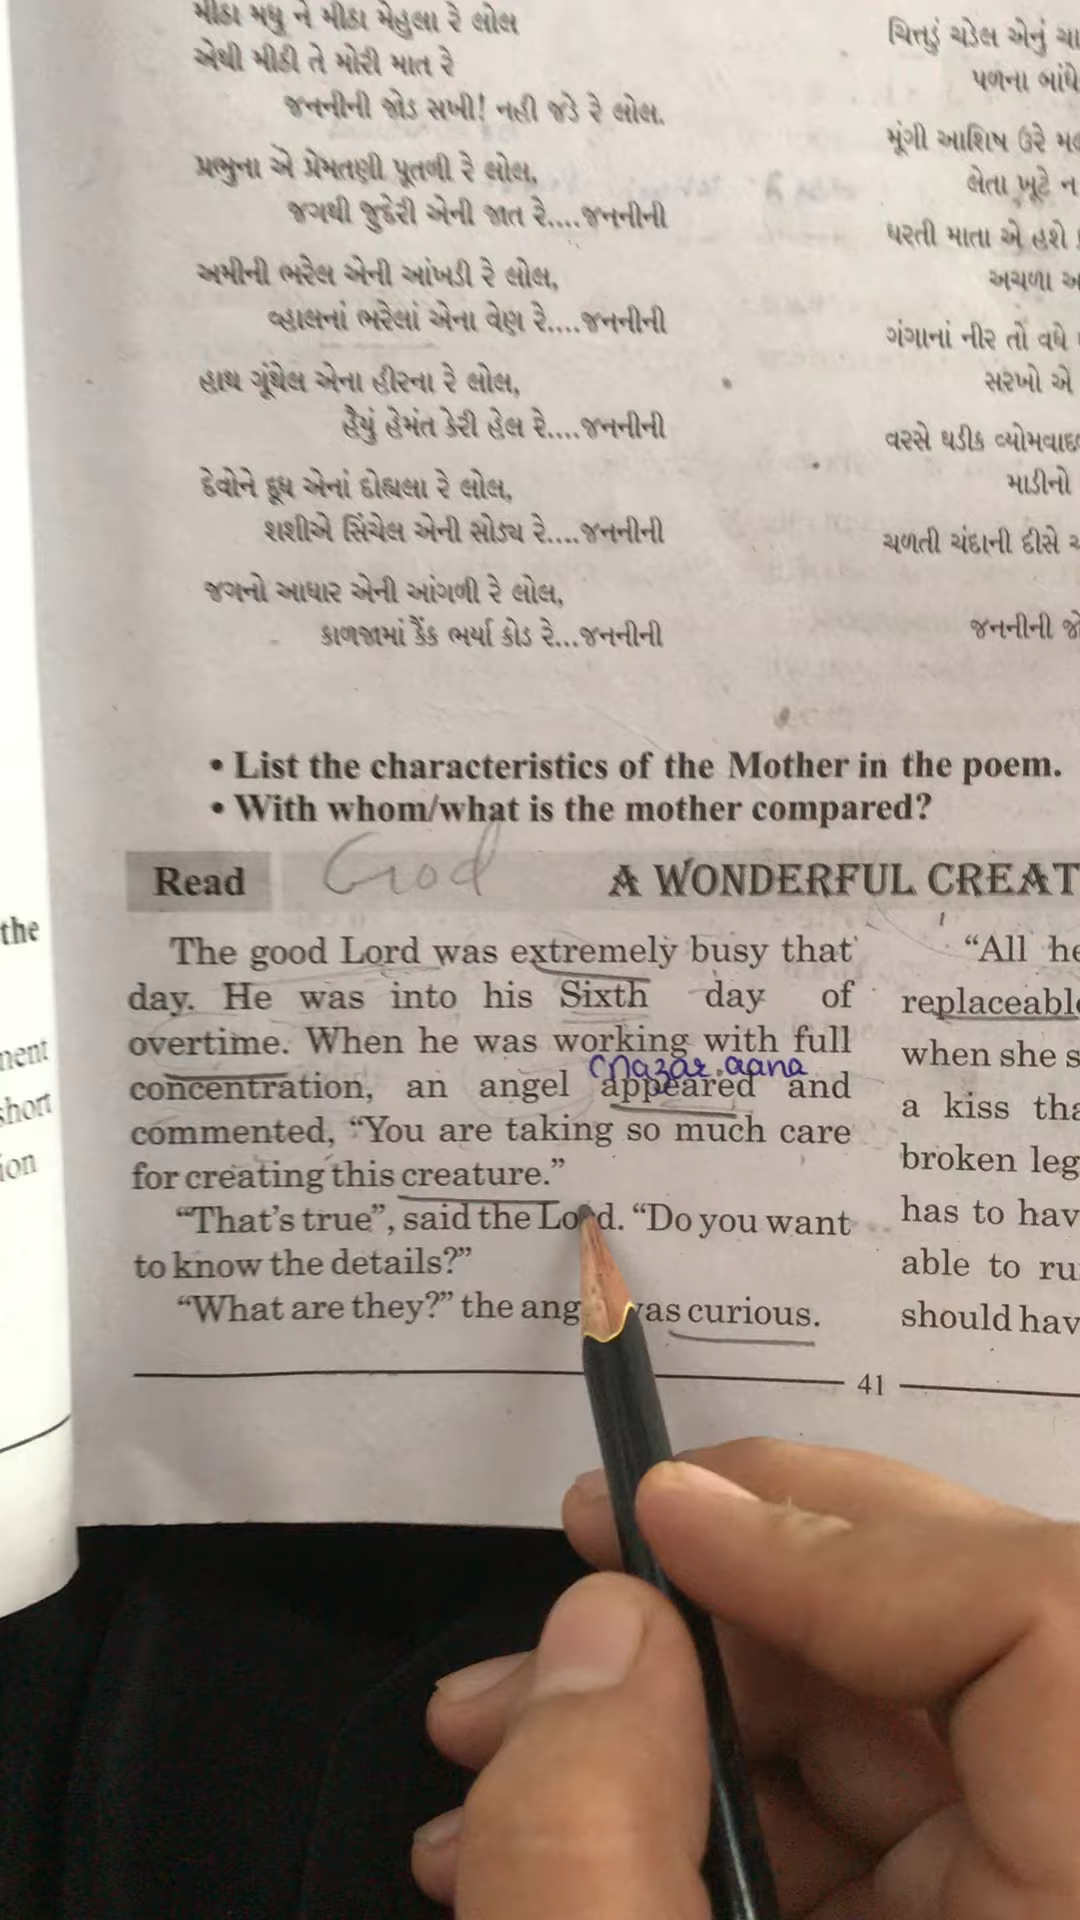 મીઠા મધુ ને મીઠા મેહુલા રે લોલ
એથી મીઠી તે મોરી માત રે
જનનીની જોડ સખી! નહી જડે રે લોલ.
પ્રભુના એ પ્રેમતણી પૂતળી રે લોલ,
જગથી જુદેરી એની જાત રે....જનનીની
અમીની ભરેલ એની આંખડી રે લોલ,
વ્હાલનાં ભરેલાં એના વેણ રે....જનનીની
હાથ ગૂંથેલ એના હીરના રે લોલ,
હૈયું હેમંત કેરી હેલ રે....જનનીની
દેવોને દૂધ એનાં દોહ્યલા રે લોલ,
શશીએ સિંચેલ એની સોડ્ય રે....જનનીની
જગનો આધાર એની આંગળી રે લોલ,
કાળજામાં કૈંક ભર્યા કોડ રે...જનનીની
ચિત્તડું ચડેલ એનું
પળના બાંધે
મૂંગી આશિષ ઉરે
લેતા ખૂટે ન
ધરતી માતા એ હશે
અચળા
ગંગાનાં નીર તો વધે
સરખો એ
વરસે ઘડીક
માડીનો
ચળતી ચંદાની દીસે
જનનીની
• List the characteristics of the Mother in the poem.
• With whom/what is the mother compared?
Read God A WONDERFUL CREAT
The good Lord was extremely busy that
day. He was into his Sixth day of
overtime. When he was working with full
nazar aana
concentration, an angel appeared and
commented, “You are taking so much care
for creating this creature.”
“That’s true”, said the Lord. “Do you want
to know the details?”
“What are they?” the ang was curious.
“All he
replaceable
when she s
a kiss tha
broken leg
has to hav
able to ru
should hav
41
the
nent
short
ion